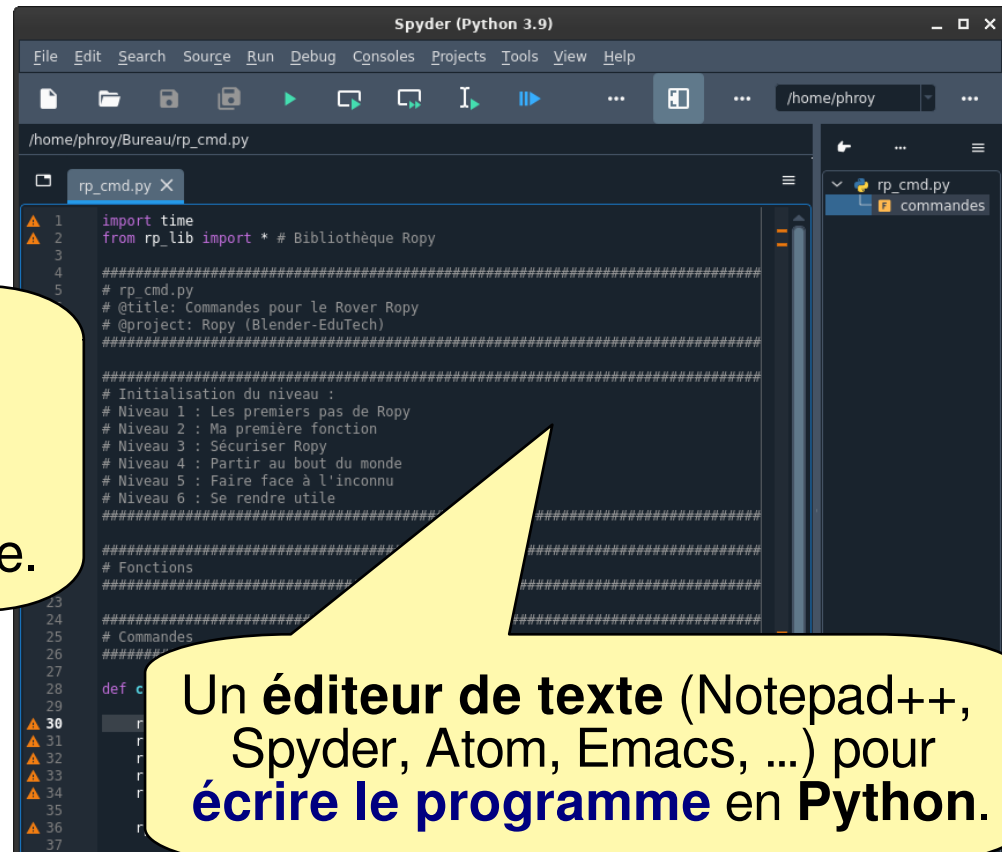 Spyder (Python 3.9)
File Edit Search Source Run Debug Consoles Projects Tools View Help
/home/phroy
/home/phroy/Bureau/rp_cmd.py
rp_cmd.py
rp_cmd.py
commandes
1 import time
2 from rp_lib import * # Bibliothèque Ropy
3
4 ###############################################################################
5 # rp_cmd.py
# @title: Commandes pour le Rover Ropy
# @project: Ropy (Blender-EduTech)
###############################################################################
###############################################################################
# Initialisation du niveau :
# Niveau 1 : Les premiers pas de Ropy
# Niveau 2 : Ma première fonction
# Niveau 3 : Sécuriser Ropy
# Niveau 4 : Partir au bout du monde
# Niveau 5 : Faire face à l'inconnu
# Niveau 6 : Se rendre utile
###############################################################################
###############################################################################
# Fonctions
###############################################################################
23
24 ###############################################################################
25 # Commandes
26 #######
27
28 def c
29
30 r
31 r
32 r
33 r
34 r
35
36 r
37
e.
Un éditeur de texte (Notepad++,
Spyder, Atom, Emacs, ...) pour
écrire le programme en Python.